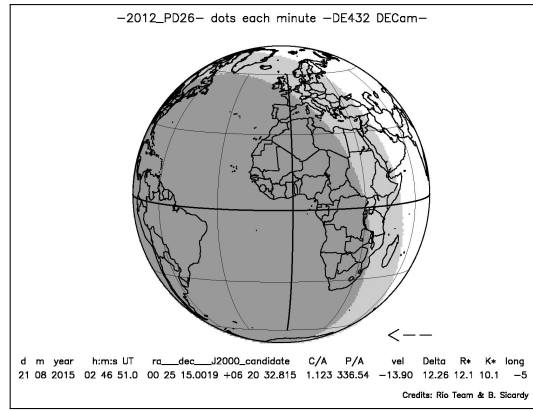 -2012_PD26- dots each minute -DE432 DECam-
d m year h:m:s UT ra___dec___J2000_candidate C/A P/A vel Delta R* K* long
21 08 2015 02 46 51.0 00 25 15.0019 +06 20 32.815 1.123 336.54 -13.90 12.26 12.1 10.1 -5
Credits: Rio Team & B. Sicardy